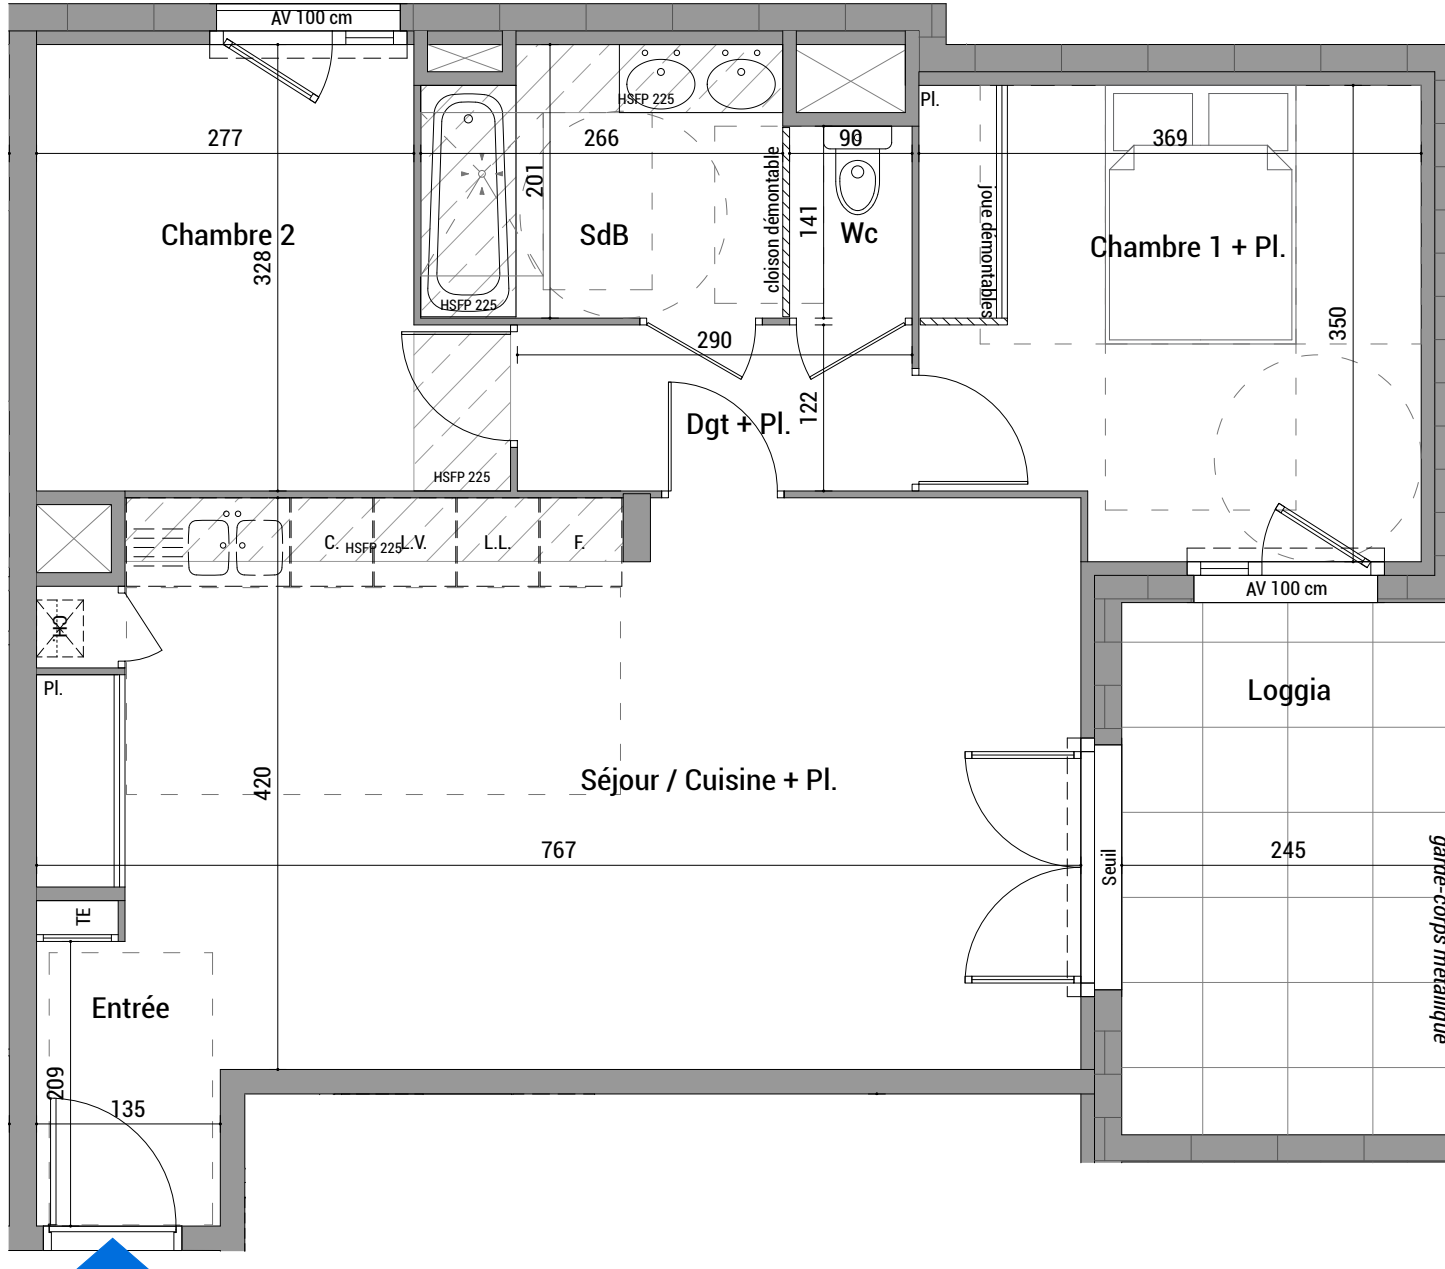 AV 100 cm
HSFP 225
Pl.
277
266
90
369
201
cloison démontable
141
joue démontables
Chambre 2
SdB
Wc
Chambre 1 + Pl.
328
HSFP 225
290
350
122
Dgt + Pl.
HSFP 225
C.
HSFP 225
L.V.
L.L.
F.
AV 100 cm
CH.
Pl.
Loggia
420
Séjour / Cuisine + Pl.
767
Seuil
245
garde-corps métallique
TE
Entrée
209
135